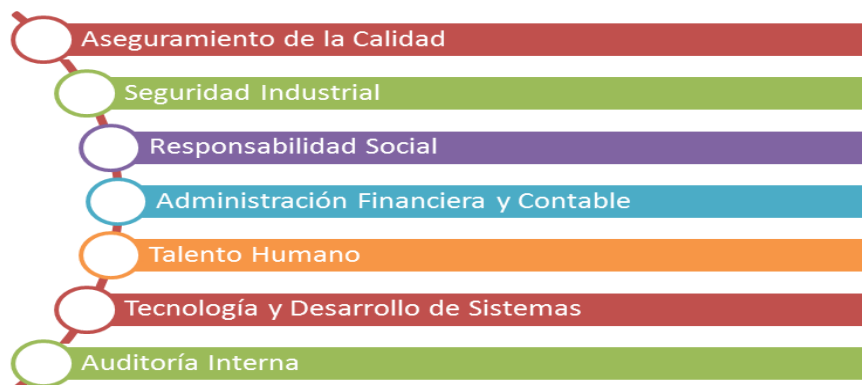 Aseguramiento de la Calidad
Seguridad Industrial
Responsabilidad Social
Administración Financiera y Contable
Talento Humano
Tecnología y Desarrollo de Sistemas
Auditoría Interna